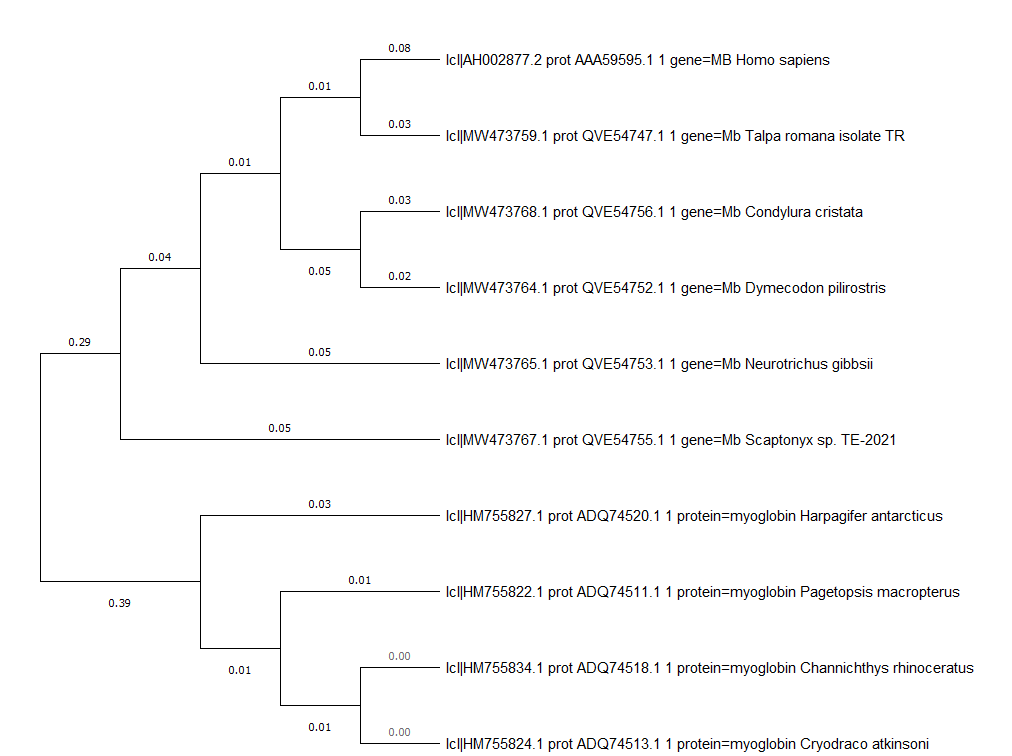 0.08
lcl|AH002877.2 prot AAA59595.1 1 gene=MB Homo sapiens
0.01
0.03
lcl|MW473759.1 prot QVE54747.1 1 gene=Mb Talpa romana isolate TR
0.01
0.03
lcl|MW473768.1 prot QVE54756.1 1 gene=Mb Condylura cristata
0.04
0.05
0.02
lcl|MW473764.1 prot QVE54752.1 1 gene=Mb Dymecodon pilirostris
0.29
0.05
lcl|MW473765.1 prot QVE54753.1 1 gene=Mb Neurotrichus gibbsii
0.05
lcl|MW473767.1 prot QVE54755.1 1 gene=Mb Scaptonyx sp. TE-2021
0.03
lcl|HM755827.1 prot ADQ74520.1 1 protein=myoglobin Harpagifer antarcticus
0.39
0.01
lcl|HM755822.1 prot ADQ74511.1 1 protein=myoglobin Pagetopsis macropterus
0.01
0.00
lcl|HM755834.1 prot ADQ74518.1 1 protein=myoglobin Channichthys rhinoceratus
0.01
0.00
lcl|HM755824.1 prot ADQ74513.1 1 protein=myoglobin Cryodraco atkinsoni